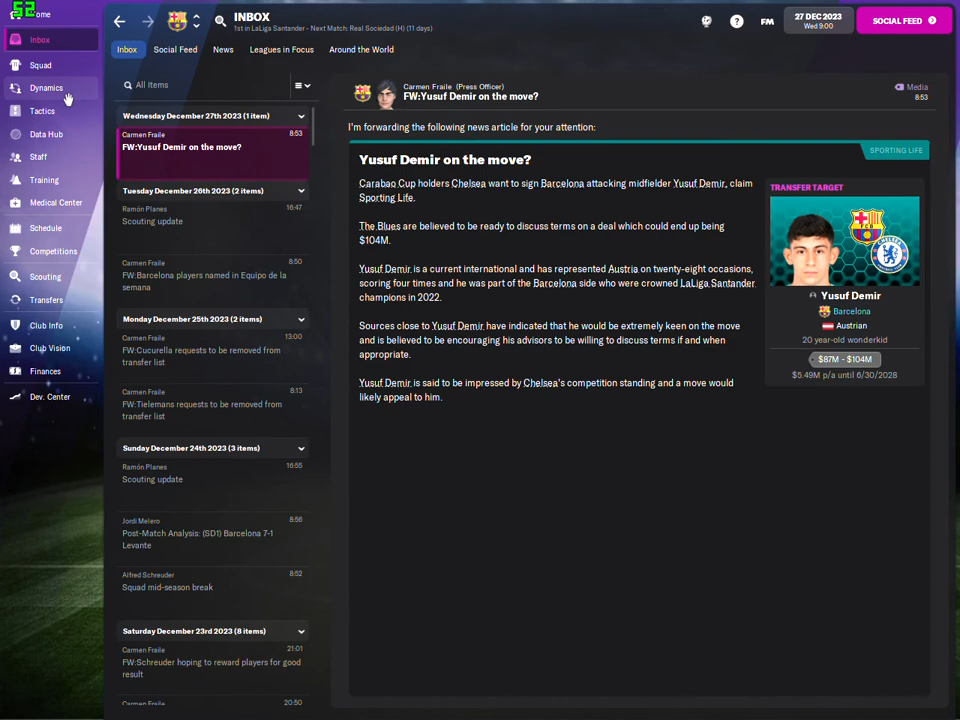 52
ome
INBOX
1st in LaLiga Santander - Next Match: Real Sociedad (H) (11 days)
?
FM
27 DEC 2023
Wed 9:00
SOCIAL FEED
Inbox
Squad
Dynamics
Tactics
Data Hub
Staff
Training
Medical Center
Schedule
Competitions
Scouting
Transfers
Club Info
Club Vision
Finances
Dev. Center
Inbox
Social Feed
News
Leagues in Focus
Around the World
All Items
Wednesday December 27th 2023 (1 item)
Carmen Fraile 8:53
FW:Yusuf Demir on the move?
Tuesday December 26th 2023 (2 items)
Ramón Planes 16:47
Scouting update
Carmen Fraile 8:50
FW:Barcelona players named in Equipo de la
semana
Monday December 25th 2023 (2 items)
Carmen Fraile 13:00
FW:Cucurella requests to be removed from
transfer list
Carmen Fraile 8:13
FW:Tielemans requests to be removed from
transfer list
Sunday December 24th 2023 (3 items)
Ramón Planes 16:55
Scouting update
Jordi Melero 8:56
Post-Match Analysis: (SD1) Barcelona 7-1
Levante
Alfred Schreuder 8:52
Squad mid-season break
Saturday December 23rd 2023 (8 items)
Carmen Fraile 21:01
FW:Schreuder hoping to reward players for good
result
Carmen Fraile 20:50
Carmen Fraile (Press Officer)
FW:Yusuf Demir on the move?
Media
8:53
I'm forwarding the following news article for your attention:
SPORTING LIFE
Yusuf Demir on the move?
Carabao Cup holders Chelsea want to sign Barcelona attacking midfielder Yusuf Demir, claim
Sporting Life.
The Blues are believed to be ready to discuss terms on a deal which could end up being
$104M.
Yusuf Demir is a current international and has represented Austria on twenty-eight occasions,
scoring four times and he was part of the Barcelona side who were crowned LaLiga Santander
champions in 2022.
Sources close to Yusuf Demir have indicated that he would be extremely keen on the move
and is believed to be encouraging his advisors to be willing to discuss terms if and when
appropriate.
Yusuf Demir is said to be impressed by Chelsea's competition standing and a move would
likely appeal to him.
TRANSFER TARGET
Yusuf Demir
Barcelona
Austrian
20 year-old wonderkid
$87M - $104M
$5.49M p/a until 6/30/2028